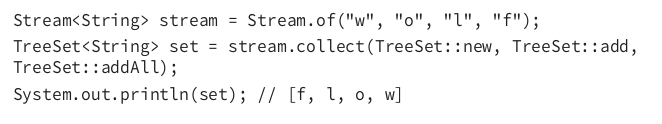 Stream<String> stream = Stream.of("w", "o", "l", "f");
TreeSet<String> set = stream.collect(TreeSet::new, TreeSet::add,
TreeSet::addAll);
System.out.println(set); // [f, l, o, w]